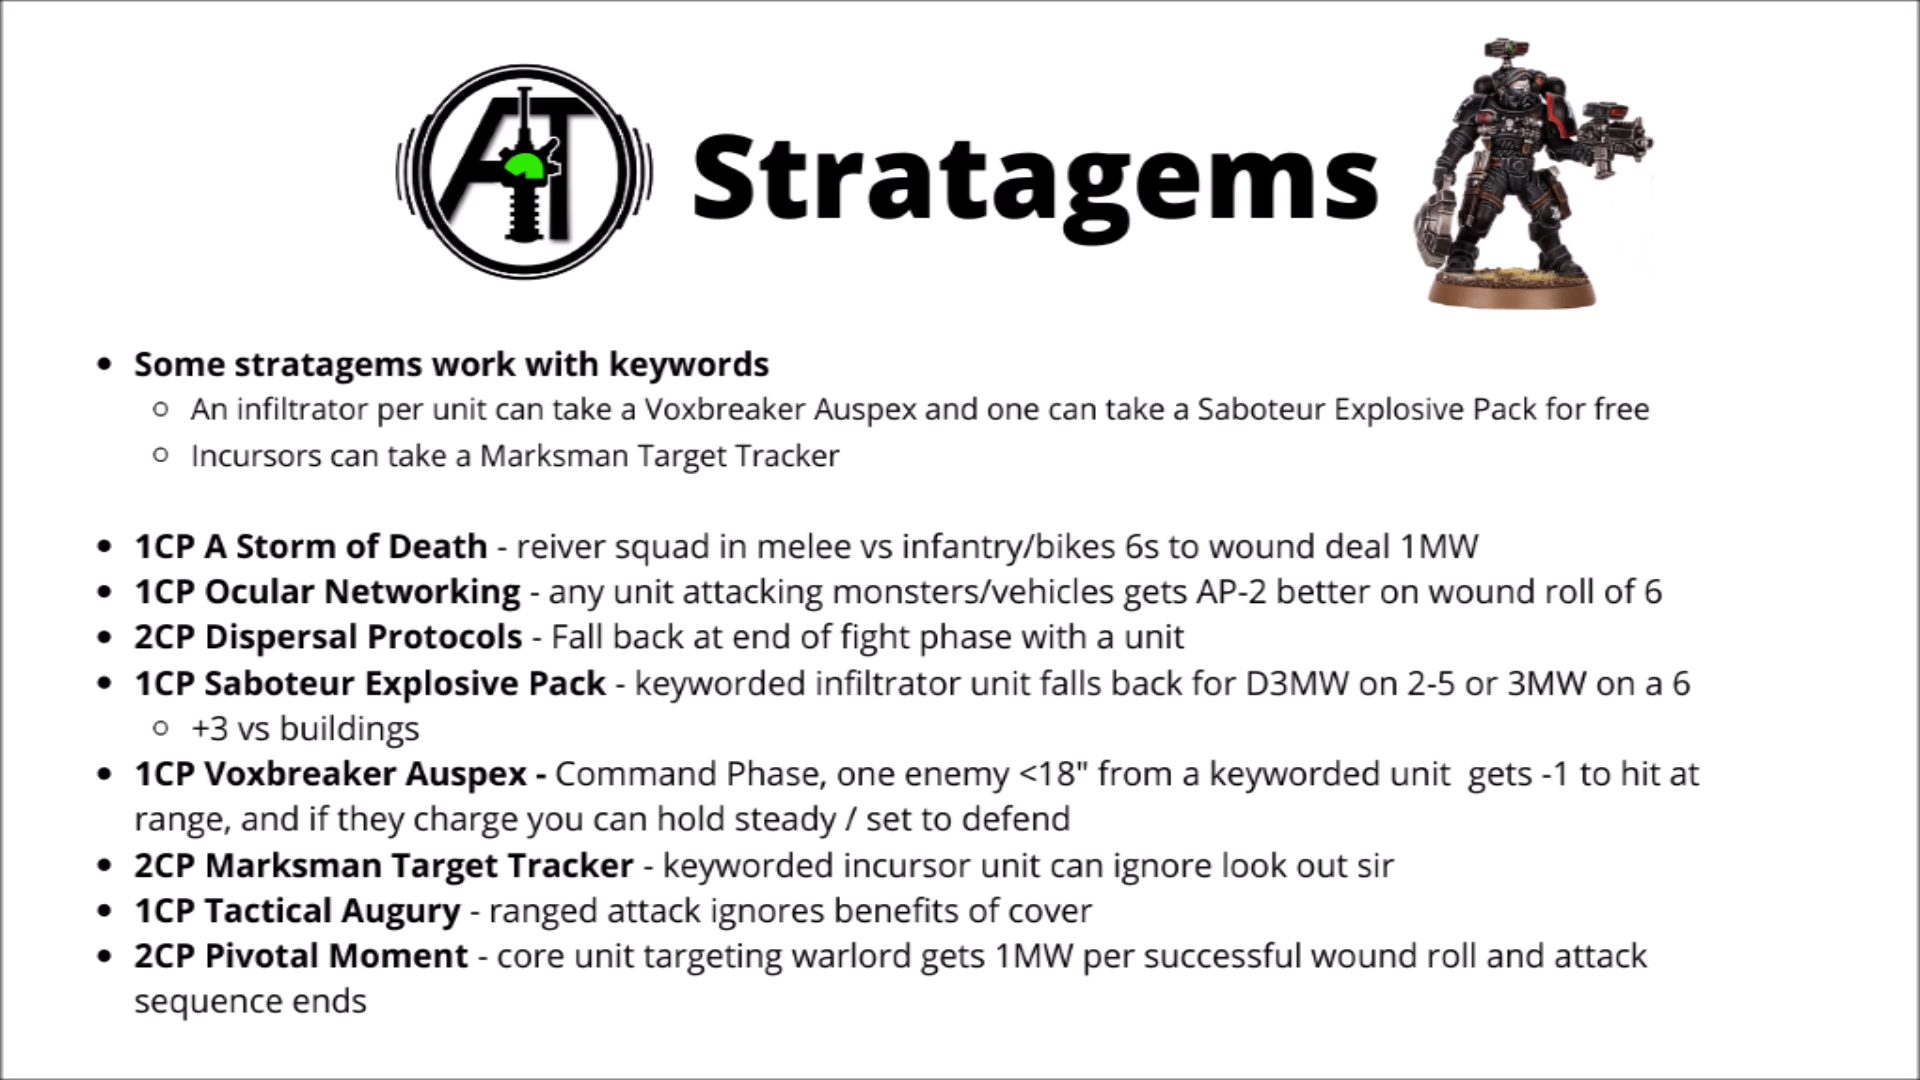 AT
Stratagems
Some stratagems work with keywords
An infiltrator per unit can take a Voxbreaker Auspex and one can take a Saboteur Explosive Pack for free
Incursors can take a Marksman Target Tracker
1CP A Storm of Death - reiver squad in melee vs infantry/bikes 6s to wound deal 1MW
1CP Ocular Networking - any unit attacking monsters/vehicles gets AP-2 better on wound roll of 6
2CP Dispersal Protocols - Fall back at end of fight phase with a unit
1CP Saboteur Explosive Pack - keyworded infiltrator unit falls back for D3MW on 2-5 or 3MW on a 6
+3 vs buildings
1CP Voxbreaker Auspex - Command Phase, one enemy <18" from a keyworded unit  gets -1 to hit at
range, and if they charge you can hold steady / set to defend
2CP Marksman Target Tracker - keyworded incursor unit can ignore look out sir
1CP Tactical Augury - ranged attack ignores benefits of cover
2CP Pivotal Moment - core unit targeting warlord gets 1MW per successful wound roll and attack
sequence ends